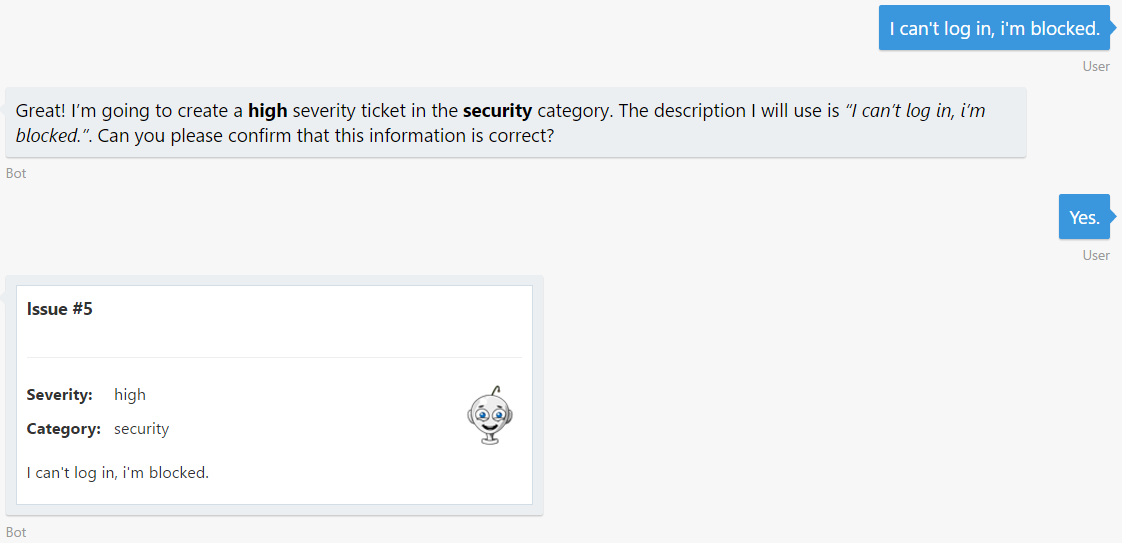 I can't log in, i'm blocked.
User
Great! I’m going to create a high severity ticket in the security category. The description I will use is “I can’t log in, i’m
blocked.”. Can you please confirm that this information is correct?
Bot
Yes.
User
Issue #5
Severity: high
Category: security
I can't log in, i'm blocked.
Bot